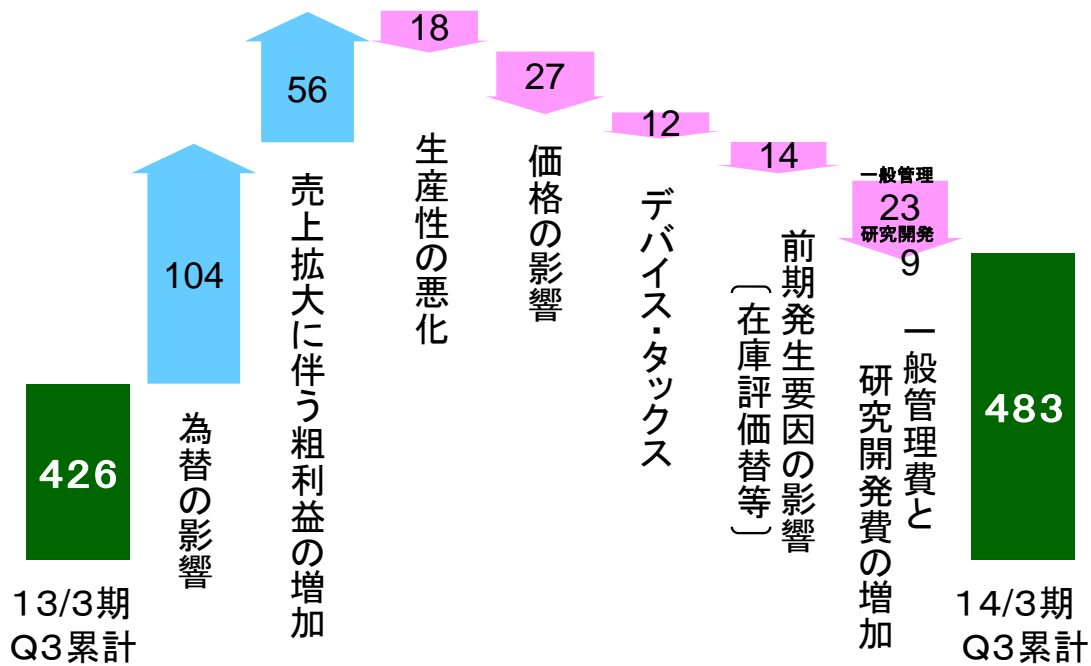 426
13/3期
Q3累計
104
為替の影響
56
売上拡大に伴う粗利益の増加
18
生産性の悪化
27
価格の影響
12
デバイス・タックス
14
前期発生要因の影響
〔在庫評価替等〕
一般管理
23
研究開発
9
一般管理費と
研究開発費の増加
483
14/3期
Q3累計